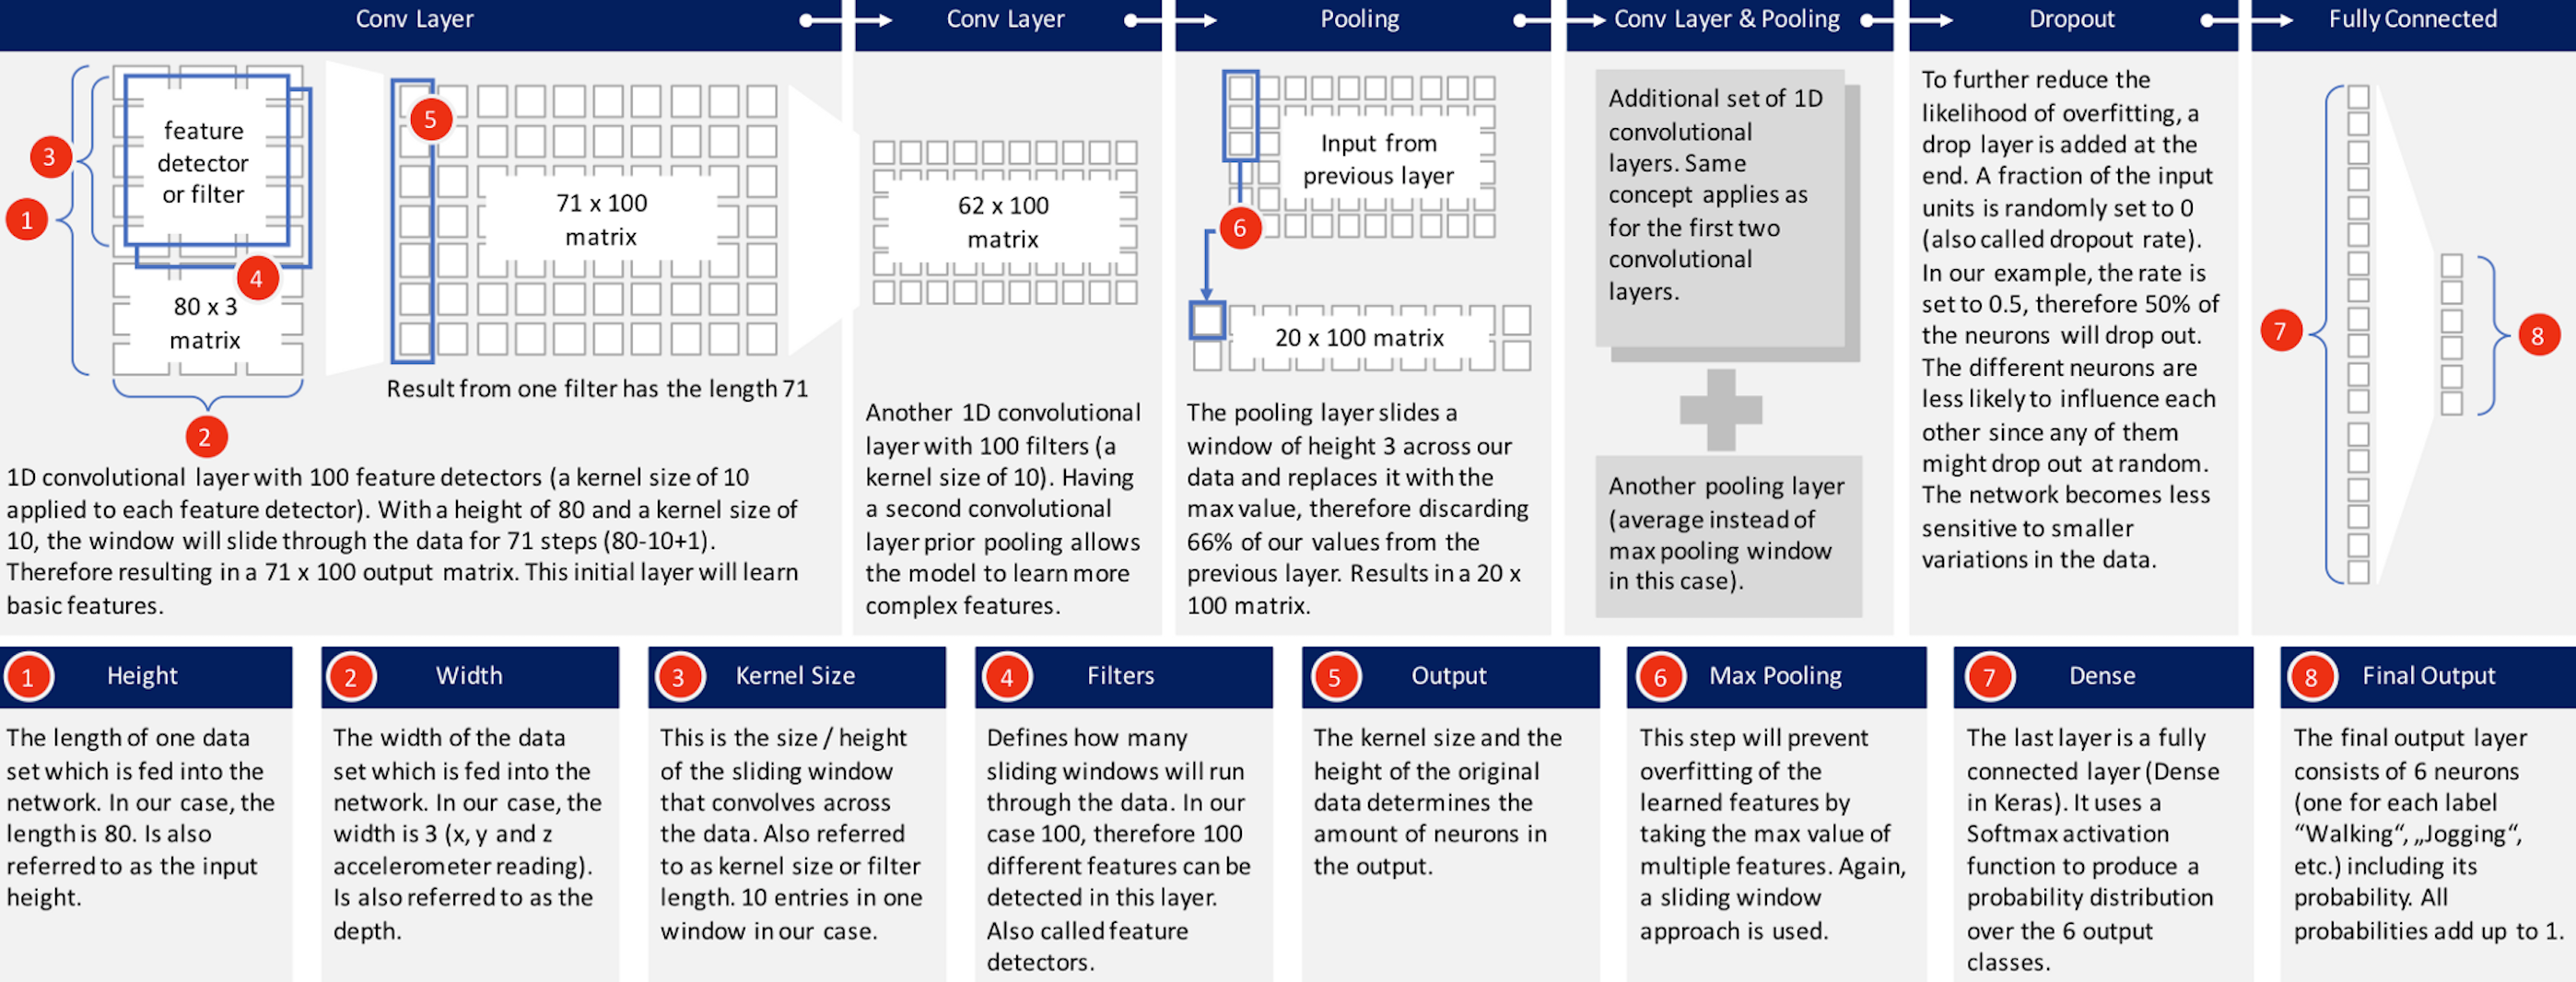 Conv Layer
Conv Layer
Pooling
Conv Layer & Pooling
Dropout
Fully Connected
3
1
feature
detector
or filter
4
80 x 3
matrix
2
5
71 x 100
matrix
Result from one filter has the length 71
1D convolutional layer with 100 feature detectors (a kernel size of 10
applied to each feature detector). With a height of 80 and a kernel size of
10, the window will slide through the data for 71 steps (80-10+1).
Therefore resulting in a 71 x 100 output matrix. This initial layer will learn
basic features.
62 x 100
matrix
Another 1D convolutional
layer with 100 filters (a
kernel size of 10). Having
a second convolutional
layer prior pooling allows
the model to learn more
complex features.
Input from
previous layer
6
20 x 100 matrix
The pooling layer slides a
window of height 3 across our
data and replaces it with the
max value, therefore discarding
66% of our values from the
previous layer. Results in a 20 x
100 matrix.
Additional set of 1D
convolutional
layers. Same
concept applies as
for the first two
convolutional
layers.
Another pooling layer
(average instead of
max pooling window
in this case).
To further reduce the
likelihood of overfitting, a
drop layer is added at the
end. A fraction of the input
units is randomly set to 0
(also called dropout rate).
In our example, the rate is
set to 0.5, therefore 50% of
the neurons will drop out.
The different neurons are
less likely to influence each
other since any of them
might drop out at random.
The network becomes less
sensitive to smaller
variations in the data.
7
8
1 Height
The length of one data
set which is fed into the
network. In our case, the
length is 80. Is also
referred to as the input
height.
2 Width
The width of the data
set which is fed into the
network. In our case, the
width is 3 (x, y and z
accelerometer reading).
Is also referred to as the
depth.
3 Kernel Size
This is the size / height
of the sliding window
that convolves across
the data. Also referred
to as kernel size or filter
length. 10 entries in one
window in our case.
4 Filters
Defines how many
sliding windows will run
through the data. In our
case 100, therefore 100
different features can be
detected in this layer.
Also called feature
detectors.
5 Output
The kernel size and the
height of the original
data determines the
amount of neurons in
the output.
6 Max Pooling
This step will prevent
overfitting of the
learned features by
taking the max value of
multiple features. Again,
a sliding window
approach is used.
7 Dense
The last layer is a fully
connected layer (Dense
in Keras). It uses a
Softmax activation
function to produce a
probability distribution
over the 6 output
classes.
8 Final Output
The final output layer
consists of 6 neurons
(one for each label
“Walking“, „Jogging“,
etc.) including its
probability. All
probabilities add up to 1.